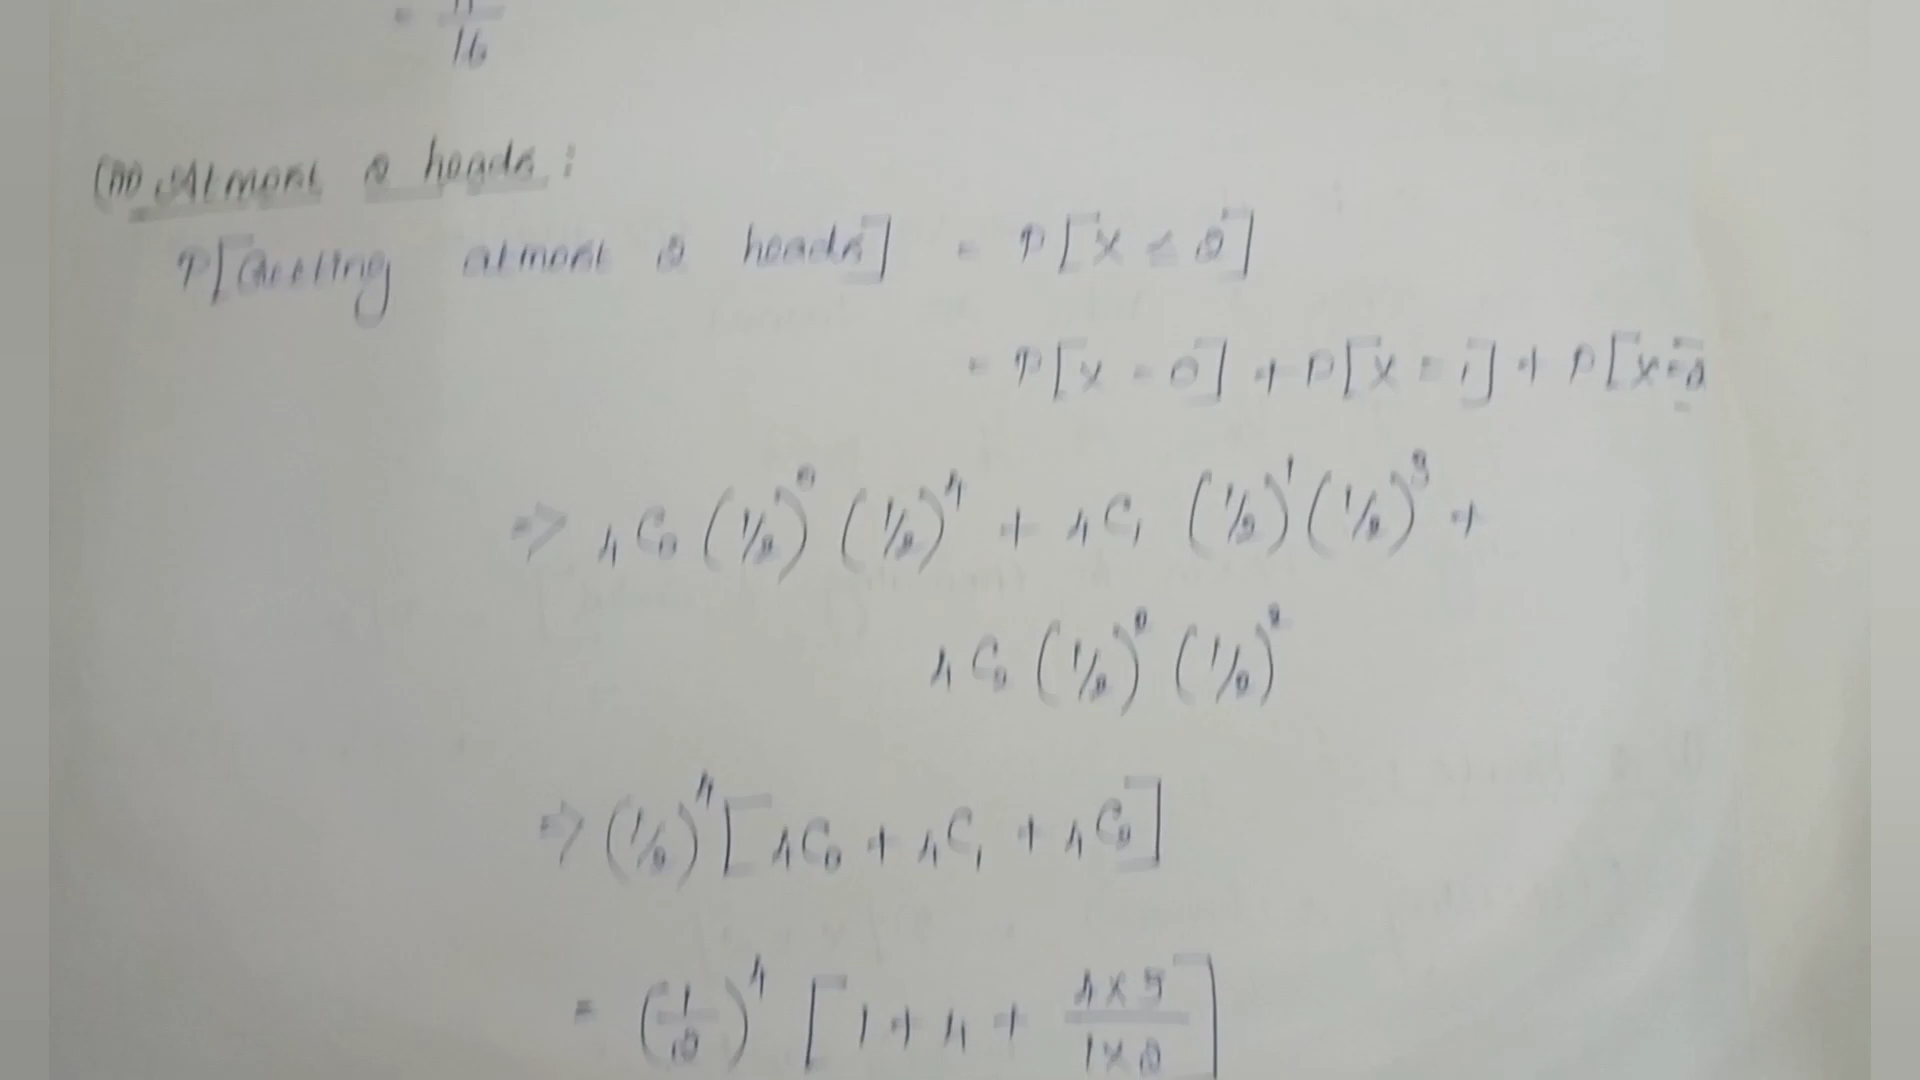 = 11/16
(iii) Atmost 2 heads :
P[Getting atmost 2 heads] = P[X ≤ 2]
= P[X = 0] + P[X = 1] + P[X = 2
⇒ 4C₀ (1/2)⁰ (1/2)⁴ + 4C₁ (1/2)¹ (1/2)³ +
4C₂ (1/2)² (1/2)²
⇒ (1/2)⁴ [4C₀ + 4C₁ + 4C₂]
= (1/2)⁴ [1 + 4 + 4×3/1×2]